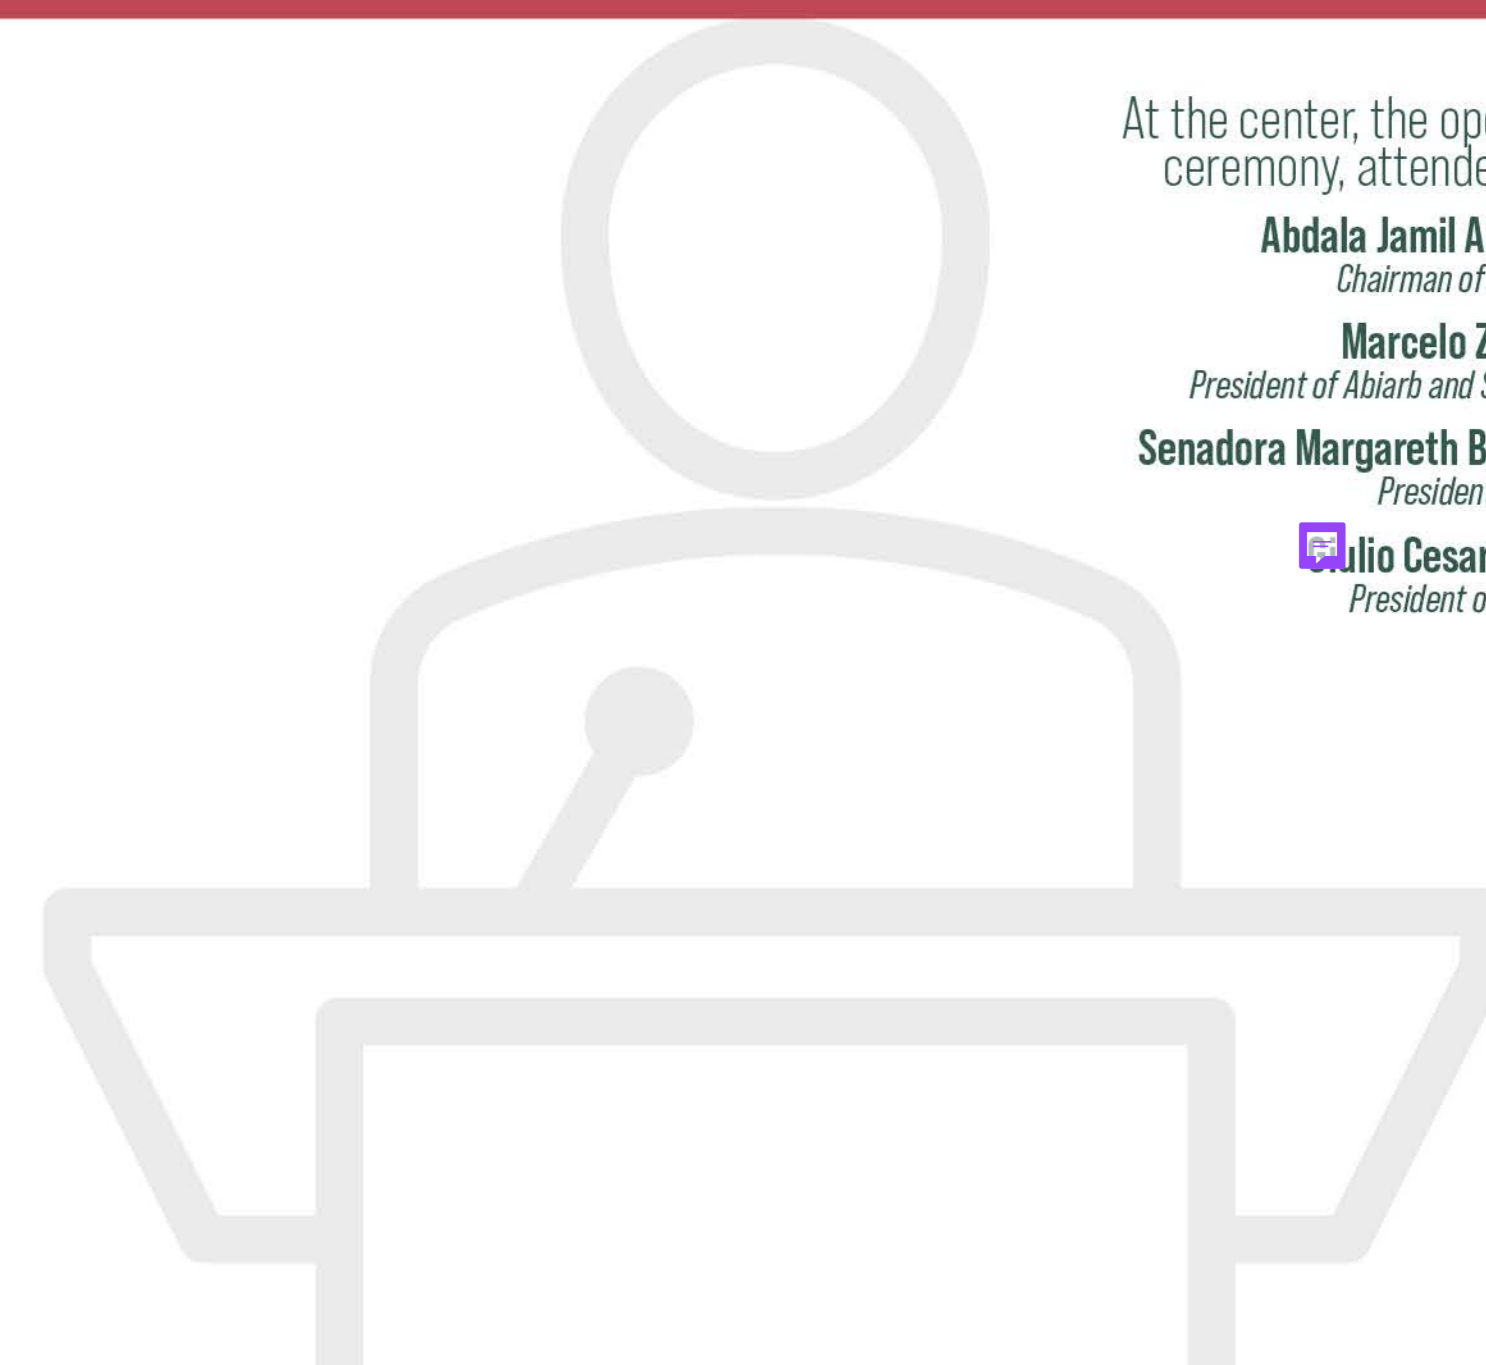 At the center, the op
ceremony, attende
Abdala Jamil A
Chairman of
Marcelo Z
President of Abiarb and S
Senadora Margareth B
Presiden
Giulio Cesar
President o